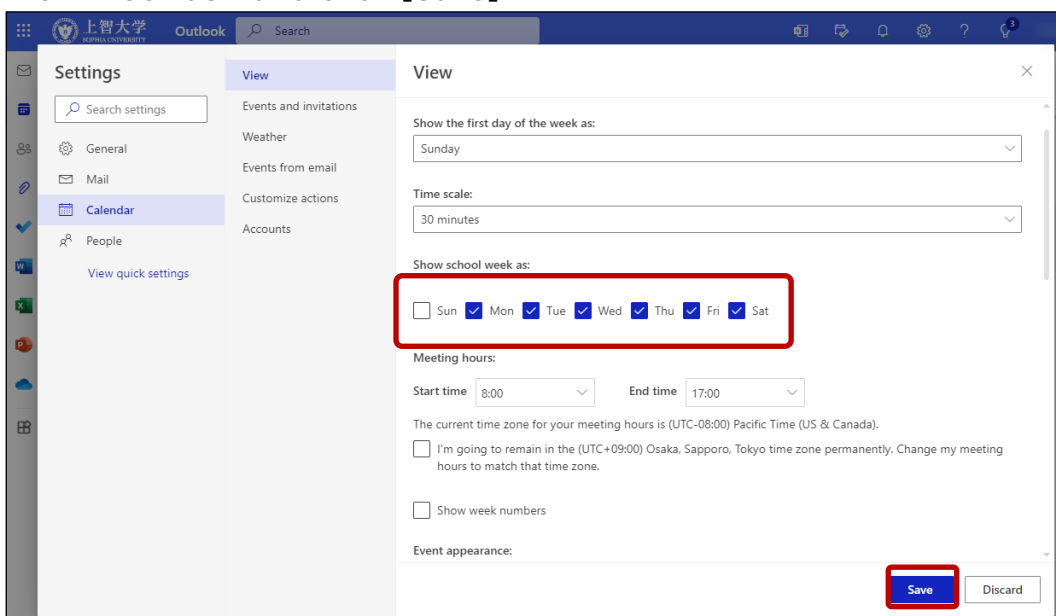 上智大学
SOPHIA UNIVERSITY
Outlook
Search
3
Settings
Search settings
General
Mail
Calendar
People
View quick settings
View
Events and invitations
Weather
Events from email
Customize actions
Accounts
View
Show the first day of the week as:
Sunday
Time scale:
30 minutes
Show school week as:
Sun Mon Tue Wed Thu Fri Sat
Meeting hours:
Start time 8:00 End time 17:00
The current time zone for your meeting hours is (UTC-08:00) Pacific Time (US & Canada).
I'm going to remain in the (UTC+09:00) Osaka, Sapporo, Tokyo time zone permanently. Change my meeting
hours to match that time zone.
Show week numbers
Event appearance:
Save Discard